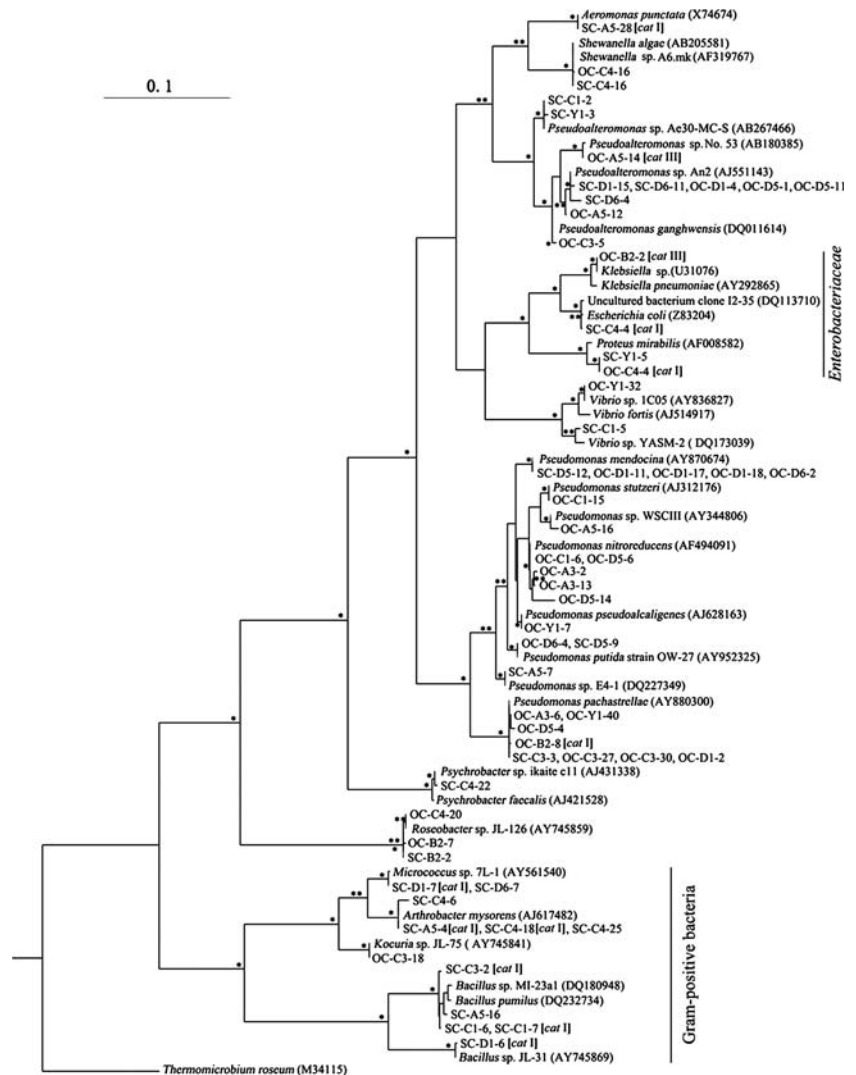 0. 1
Aeromonas punctata (X74674)
SC-A5-28 [cat I]
Shewanella algae (AB205581)
Shewanella sp. A6.mk (AF319767)
OC-C4-16
SC-C4-16
SC-C1-2
SC-Y1-3
Pseudoalteromonas sp. Ae30-MC-S (AB267466)
Pseudoalteromonas sp. No. 53 (AB180385)
OC-A5-14 [cat III]
Pseudoalteromonas sp. An2 (AJ551143)
SC-D1-15, SC-D6-11, OC-D1-4, OC-D5-1, OC-D5-11
SC-D6-4
OC-A5-12
Pseudoalteromonas ganghwensis (DQ011614)
OC-C3-5
OC-B2-2 [cat III]
Klebsiella sp.(U31076)
Klebsiella pneumoniae (AY292865)
Uncultured bacterium clone I2-35 (DQ113710)
Escherichia coli (Z83204)
SC-C4-4 [cat I]
Proteus mirabilis (AF008582)
SC-Y1-5
OC-C4-4 [cat I]
Enterobacteriaceae
OC-Y1-32
Vibrio sp. 1C05 (AY836827)
Vibrio fortis (AJ514917)
SC-C1-5
Vibrio sp. YASM-2 ( DQ173039)
Pseudomonas mendocina (AY870674)
SC-D5-12, OC-D1-11, OC-D1-17, OC-D1-18, OC-D6-2
Pseudomonas stutzeri (AJ312176)
OC-C1-15
Pseudomonas sp. WSCIII (AY344806)
OC-A5-16
Pseudomonas nitroreducens (AF494091)
OC-C1-6, OC-D5-6
OC-A3-2
OC-A3-13
OC-D5-14
Pseudomonas pseudoalcaligenes (AJ628163)
OC-Y1-7
OC-D6-4, SC-D5-9
Pseudomonas putida strain OW-27 (AY952325)
SC-A5-7
Pseudomonas sp. E4-1 (DQ227349)
Pseudomonas pachastrellae (AY880300)
OC-A3-6, OC-Y1-40
OC-D5-4
OC-B2-8 [cat I]
SC-C3-3, OC-C3-27, OC-C3-30, OC-D1-2
Psychrobacter sp. ikaite c11 (AJ431338)
SC-C4-22
Psychrobacter faecalis (AJ421528)
OC-C4-20
Roseobacter sp. JL-126 (AY745859)
OC-B2-7
SC-B2-2
Micrococcus sp. 7L-1 (AY561540)
SC-D1-7 [cat I], SC-D6-7
SC-C4-6
Arthrobacter mysorens (AJ617482)
SC-A5-4[cat I], SC-C4-18[cat I], SC-C4-25
Kocuria sp. JL-75 ( AY745841)
OC-C3-18
SC-C3-2 [cat I]
Bacillus sp. MI-23a1 (DQ180948)
Bacillus pumilus (DQ232734)
SC-A5-16
SC-C1-6, SC-C1-7 [cat I]
SC-D1-6 [cat I]
Bacillus sp. JL-31 (AY745869)
Gram-positive bacteria
Thermomicrobium roseum (M34115)